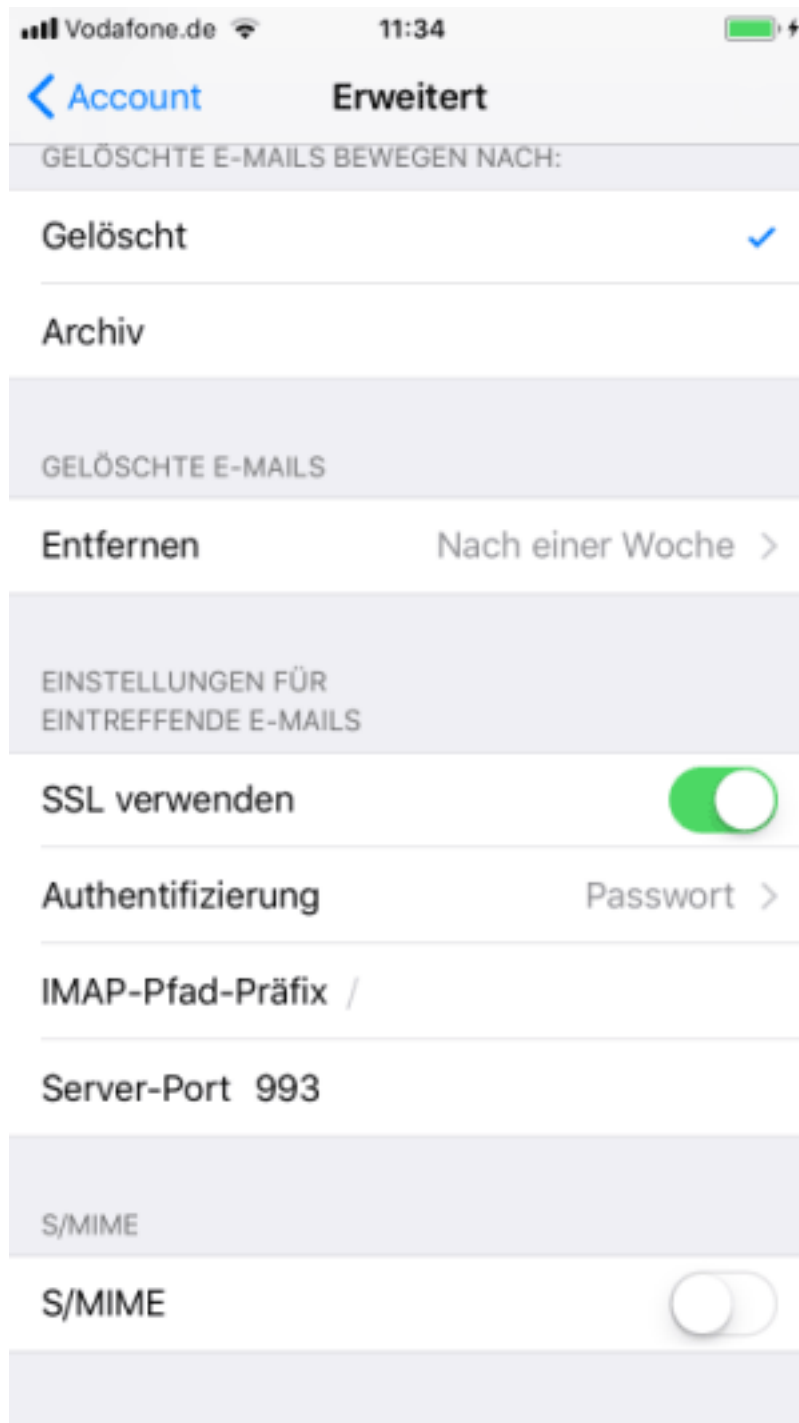 Vodafone.de 11:34
Account Erweitert
GELÖSCHTE E-MAILS BEWEGEN NACH:
Gelöscht
Archiv
GELÖSCHTE E-MAILS
Entfernen Nach einer Woche
EINSTELLUNGEN FÜR
EINTREFFENDE E-MAILS
SSL verwenden
Authentifizierung Passwort
IMAP-Pfad-Präfix /
Server-Port 993
S/MIME
S/MIME